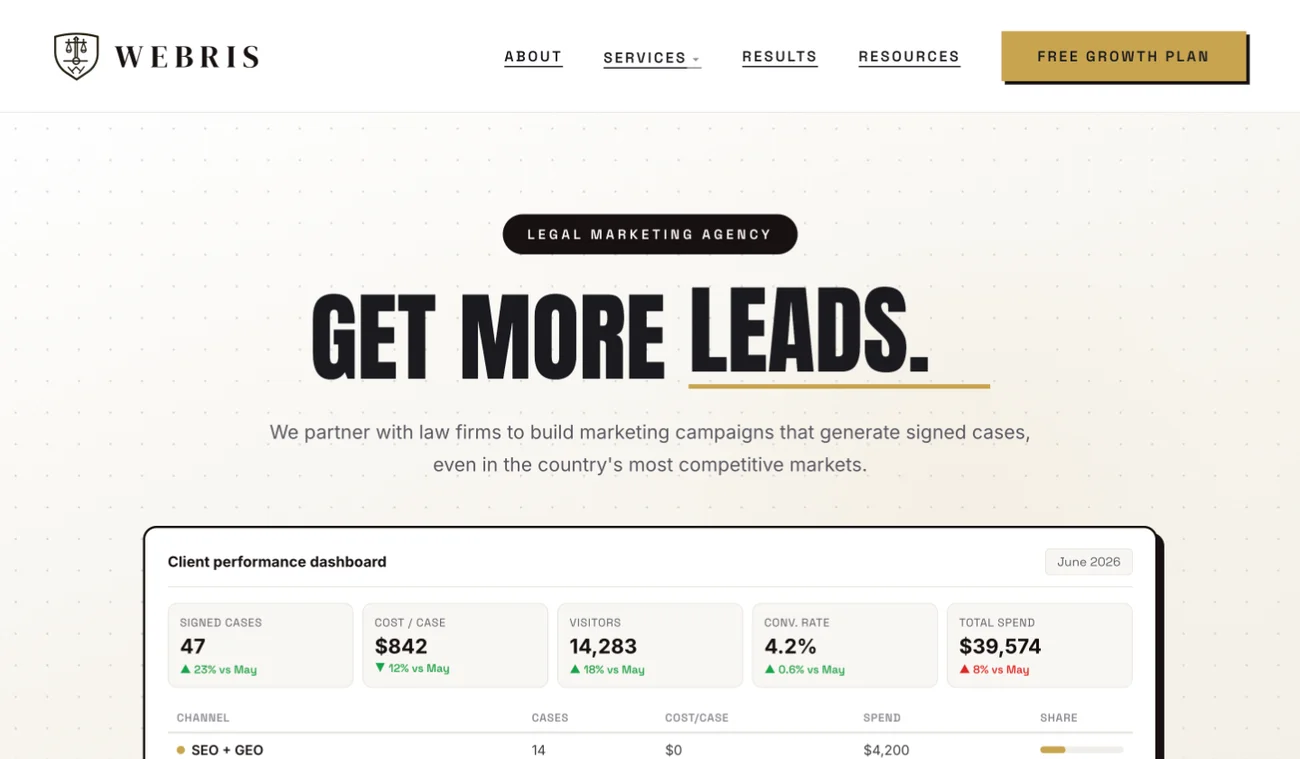 WEBRIS
ABOUT SERVICES RESULTS RESOURCES FREE GROWTH PLAN
LEGAL MARKETING AGENCY
GET MORE LEADS.
We partner with law firms to build marketing campaigns that generate signed cases,
even in the country's most competitive markets.
Client performance dashboard June 2026
SIGNED CASES COST / CASE VISITORS CONV. RATE TOTAL SPEND
47 $842 14,283 4.2% $39,574
▲ 23% vs May ▼ 12% vs May ▲ 18% vs May ▲ 0.6% vs May ▲ 8% vs May
CHANNEL CASES COST/CASE SPEND SHARE
SEO + GEO 14 $0 $4,200